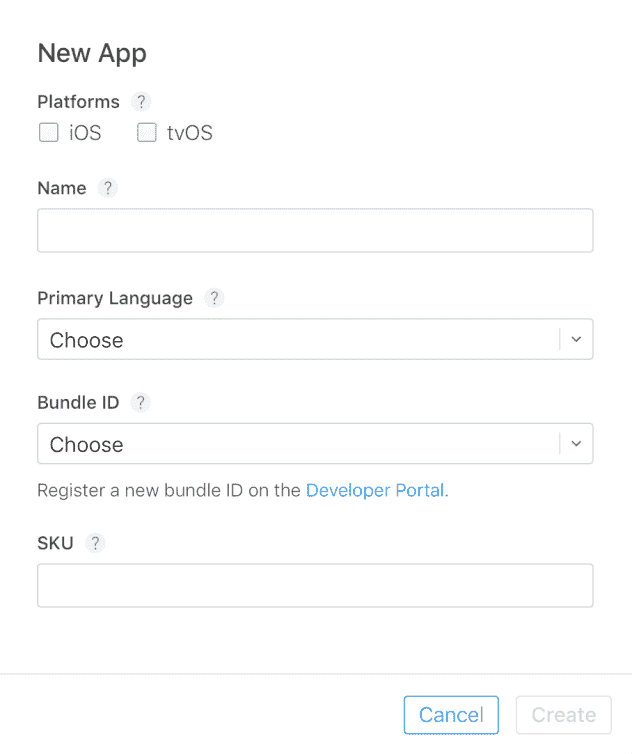 New App
Platforms ?
iOS tvOS
Name ?
Primary Language ?
Choose
Bundle ID ?
Choose
Register a new bundle ID on the Developer Portal.
SKU ?
Cancel Create